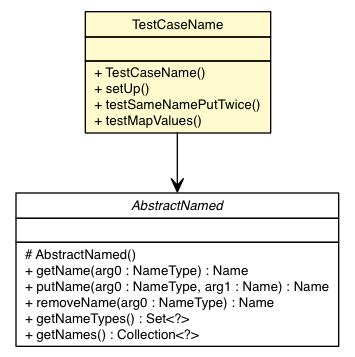 TestCaseName
+ TestCaseName()
+ setUp()
+ testSameNamePutTwice()
+ testMapValues()
AbstractNamed
# AbstractNamed()
+ getName(arg0 : NameType) : Name
+ putName(arg0 : NameType, arg1 : Name) : Name
+ removeName(arg0 : NameType) : Name
+ getNameTypes() : Set<?>
+ getNames() : Collection<?>